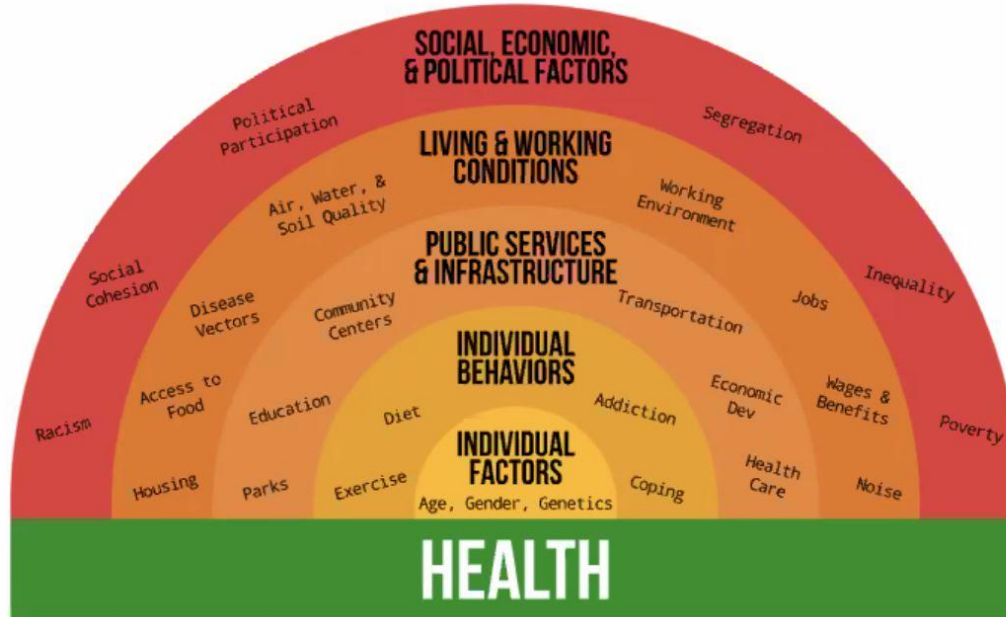 SOCIAL, ECONOMIC,
& POLITICAL FACTORS
Political
Participation
Segregation
Social
Cohesion
Inequality
Racism
Poverty
LIVING & WORKING
CONDITIONS
Air, Water, &
Soil Quality
Working
Environment
Disease
Vectors
Jobs
Access to
Food
Wages &
Benefits
Housing
Noise
PUBLIC SERVICES
& INFRASTRUCTURE
Community
Centers
Transportation
Education
Economic
Dev
Parks
Health
Care
INDIVIDUAL
BEHAVIORS
Diet
Addiction
Exercise
Coping
INDIVIDUAL
FACTORS
Age, Gender, Genetics
HEALTH